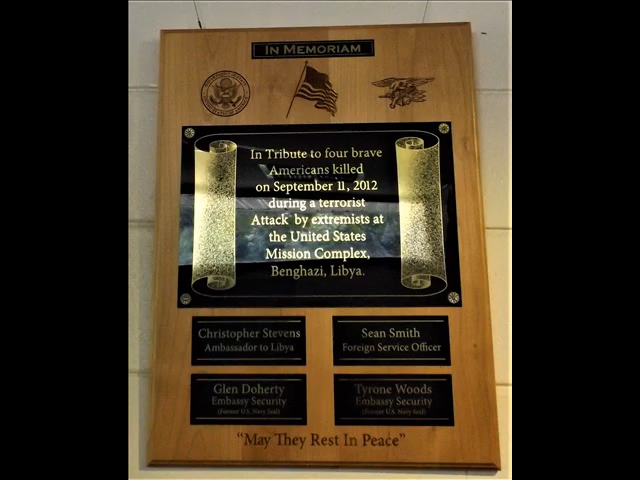 In Memoriam
In Tribute to four brave
Americans killed
on September 11, 2012
during a terrorist
Attack by extremists at
the United States
Mission Complex,
Benghazi, Libya.
Christopher Stevens
Ambassador to Libya
Sean Smith
Foreign Service Officer
Glen Doherty
Embassy Security
(Former U.S. Navy Seal)
Tyrone Woods
Embassy Security
(Former U.S. Navy Seal)
"May They Rest In Peace"